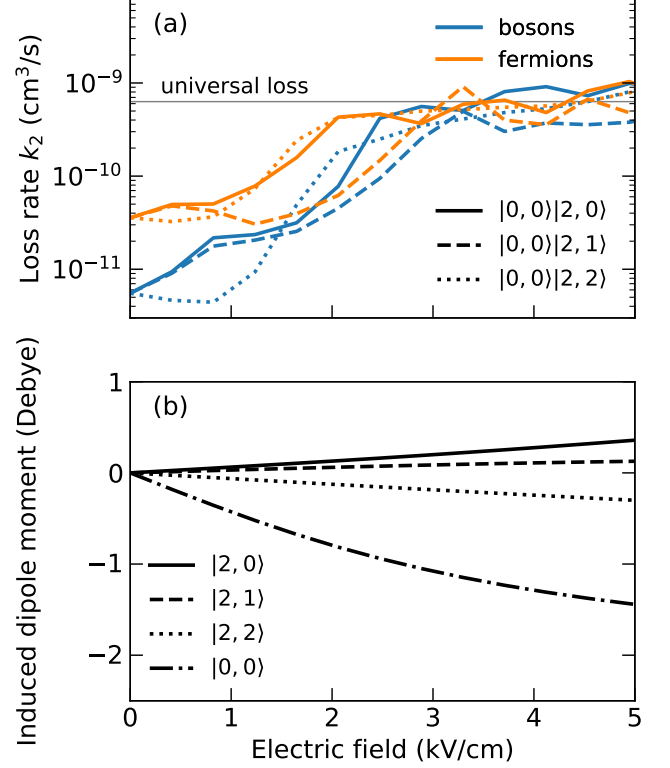 (a)
bosons
fermions
universal loss
Loss rate k₂ (cm³/s)
10⁻⁹
10⁻¹⁰
10⁻¹¹
|0, 0⟩|2, 0⟩
|0, 0⟩|2, 1⟩
|0, 0⟩|2, 2⟩
(b)
Induced dipole moment (Debye)
1
0
−1
−2
|2, 0⟩
|2, 1⟩
|2, 2⟩
|0, 0⟩
0 1 2 3 4 5
Electric field (kV/cm)